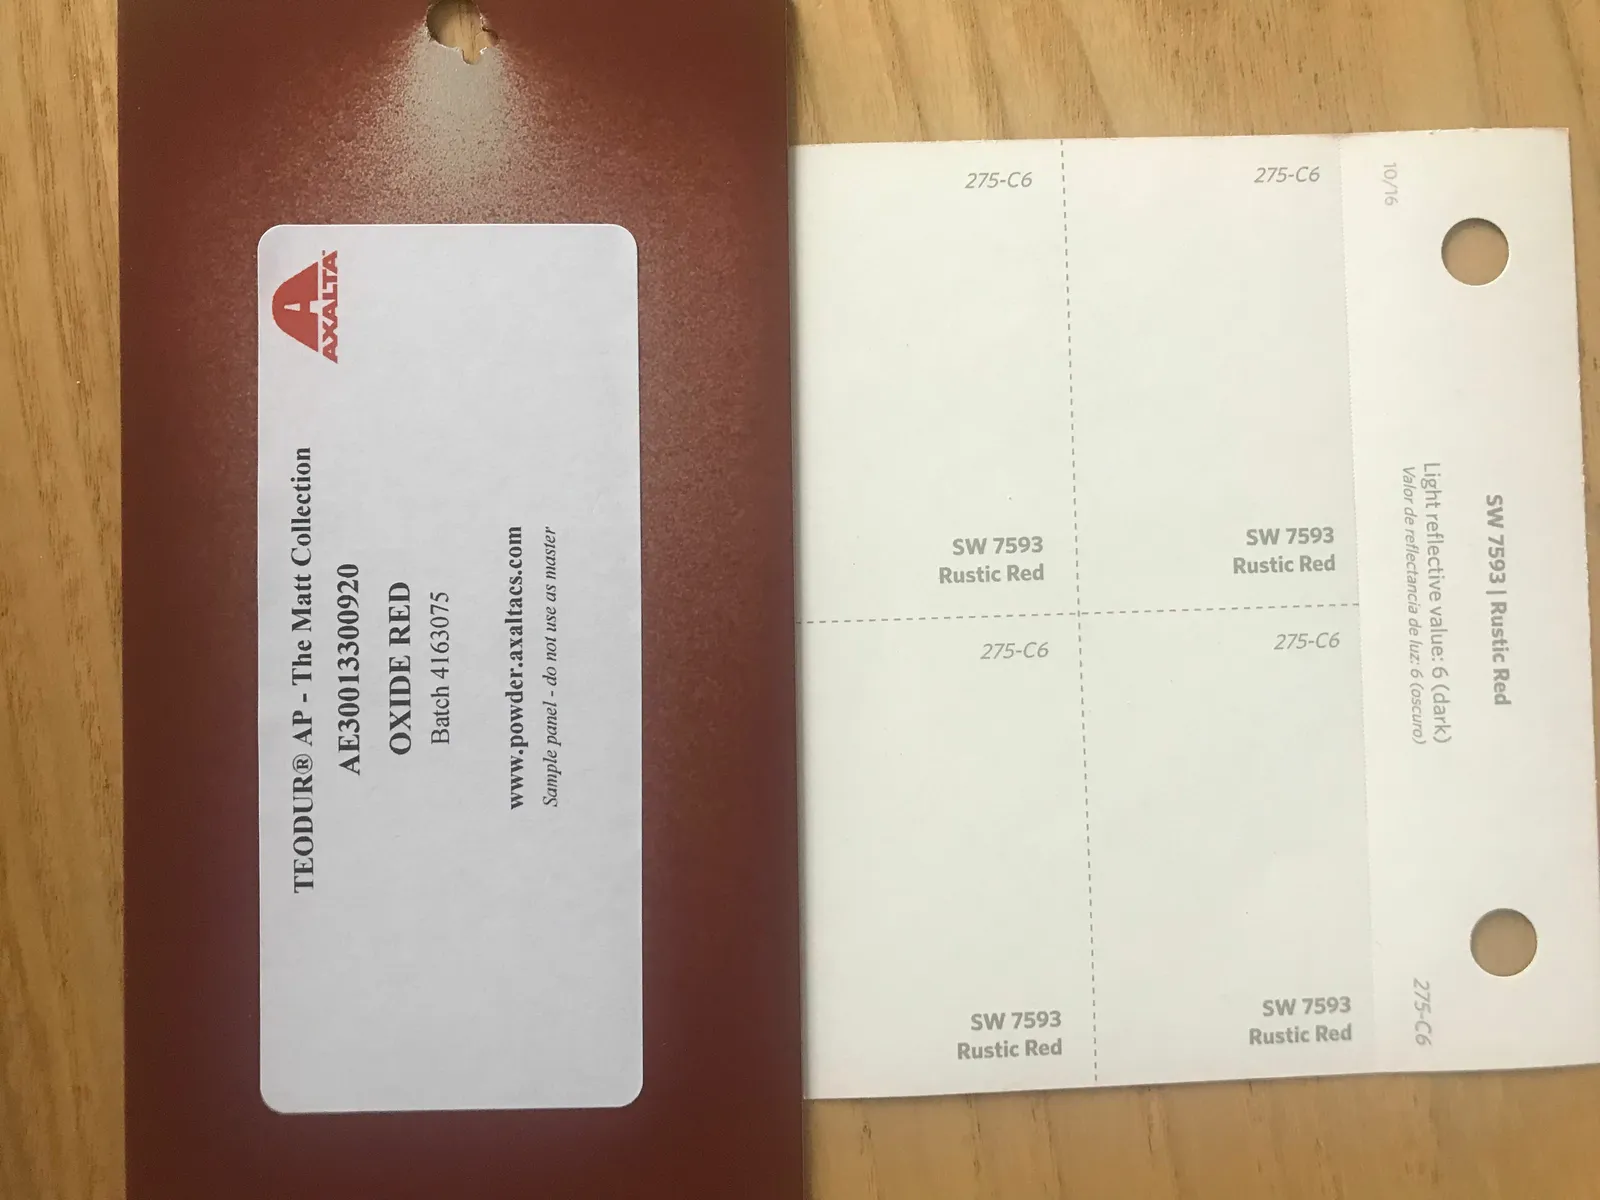 AXALTA
TEODUR® AP - The Matt Collection
AE30013300920
OXIDE RED
Batch 4163075
www.powder.axaltacs.com
Sample panel - do not use as master
275-C6
SW 7593
Rustic Red
275-C6
SW 7593
Rustic Red
275-C6
SW 7593
Rustic Red
275-C6
SW 7593
Rustic Red
SW 7593 | Rustic Red
Light reflective value: 6 (dark)
Valor de reflectancia de luz: 6 (oscuro)
10/16
275-C6